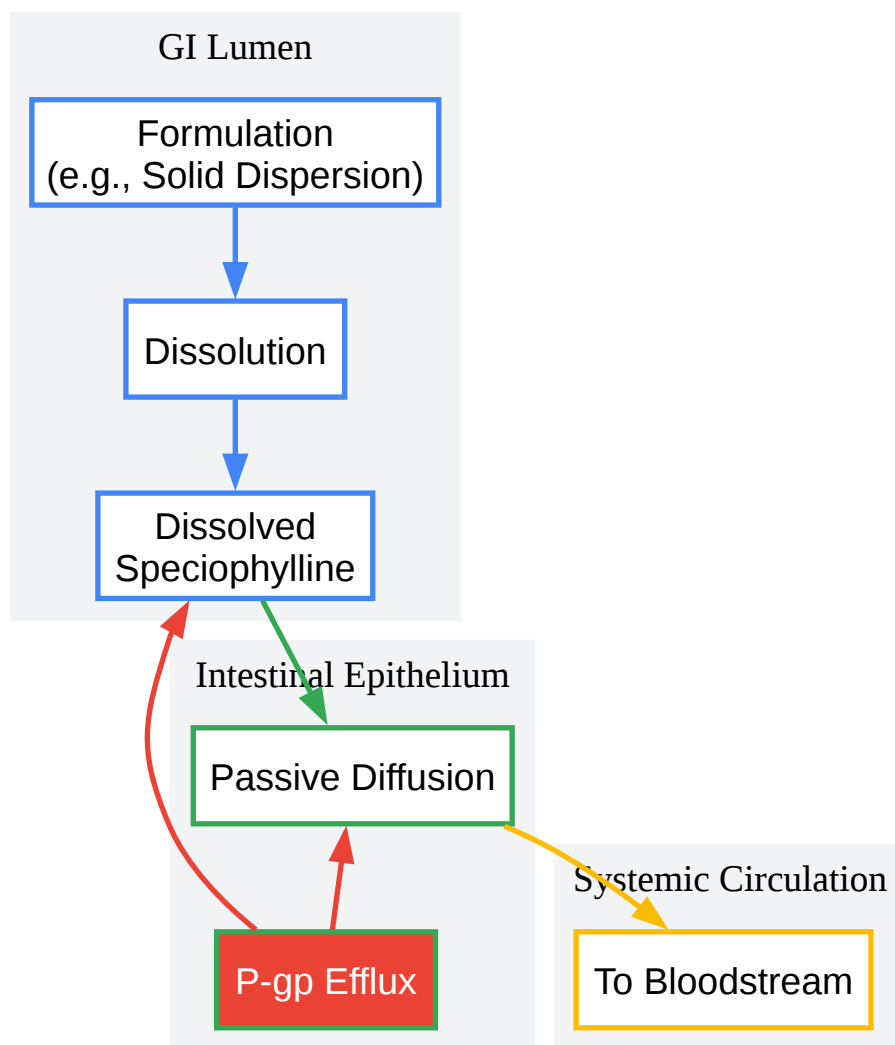 GI Lumen
Formulation
(e.g., Solid Dispersion)
Dissolution
Dissolved
Speciophylline
Intestinal Epithelium
Passive Diffusion
Systemic Circulation
P-gp Efflux
To Bloodstream